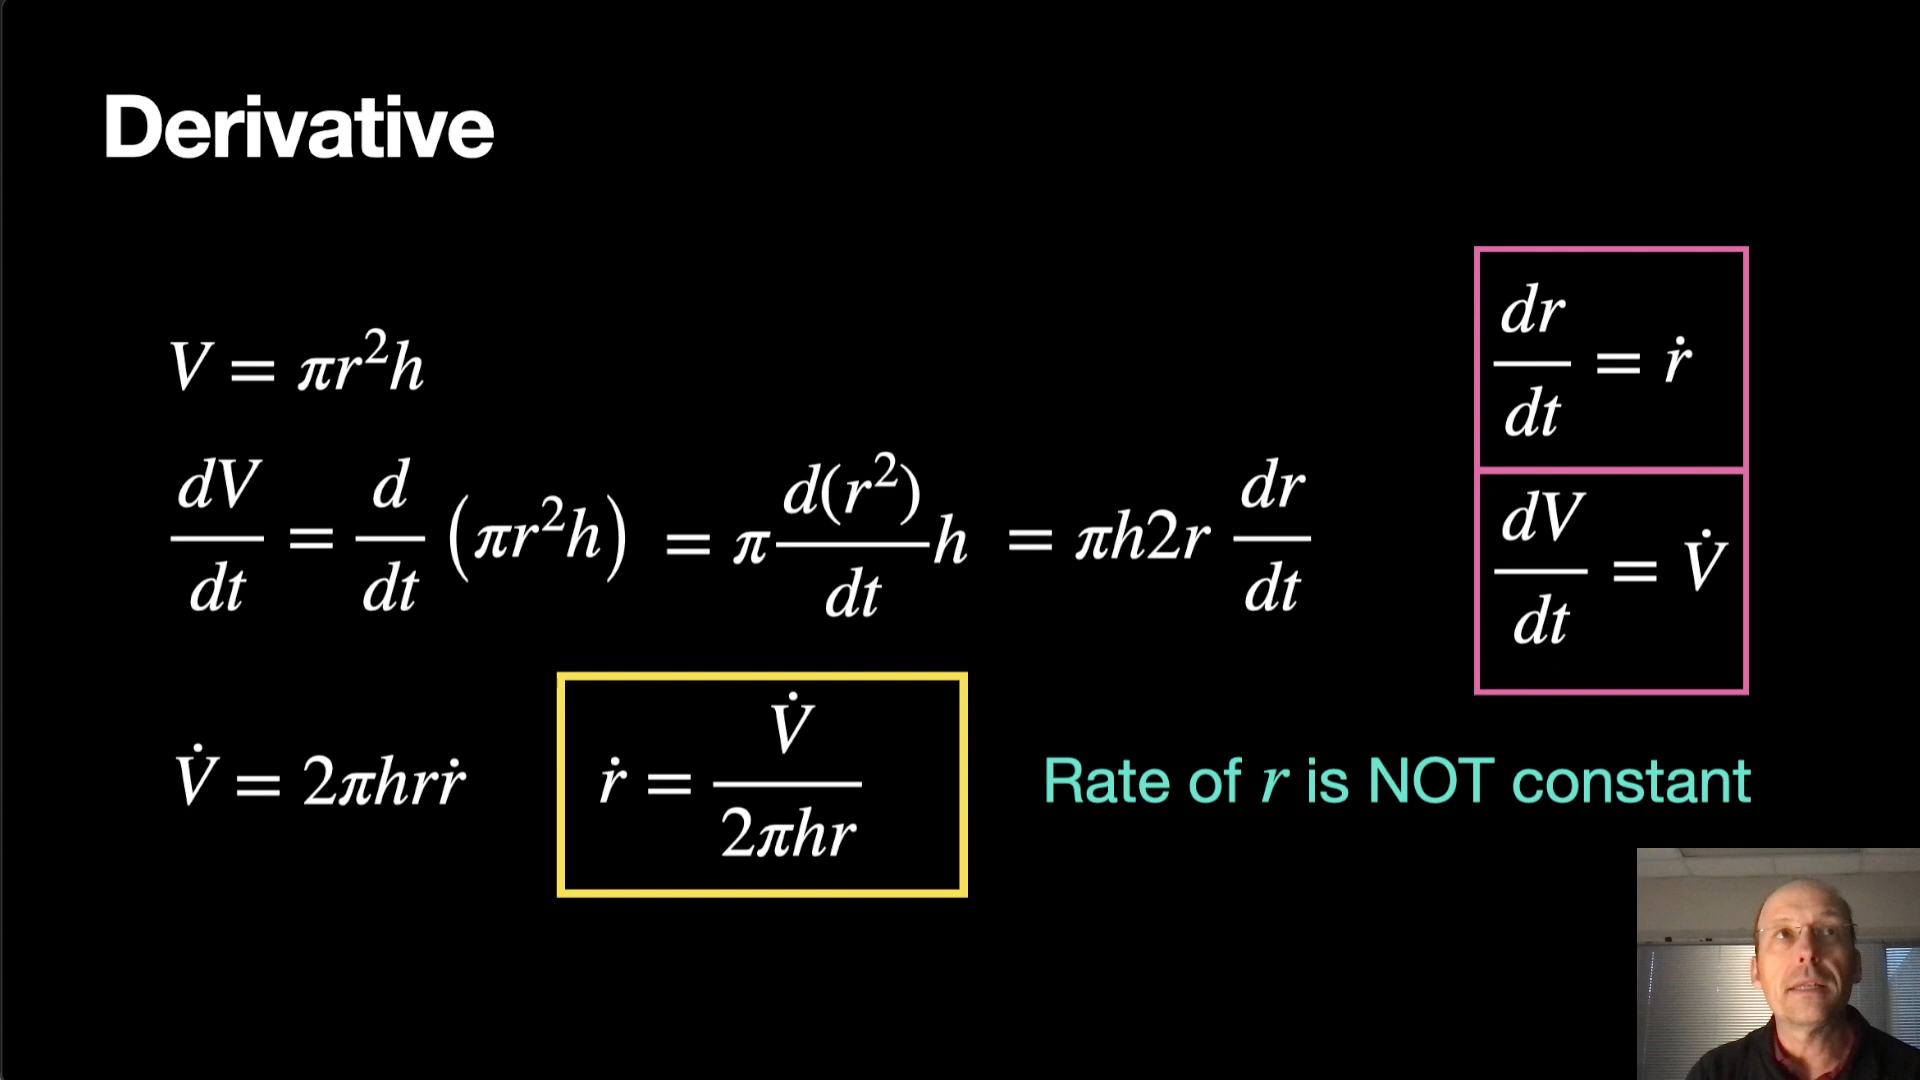 Derivative
V = πr²h
dV/dt = d/dt (πr²h) = π d(r²)/dt h = πh2r dr/dt
dr/dt = ṙ
dV/dt = V̇
V̇ = 2πhrṙ
ṙ = V̇/2πhr
Rate of r is NOT constant